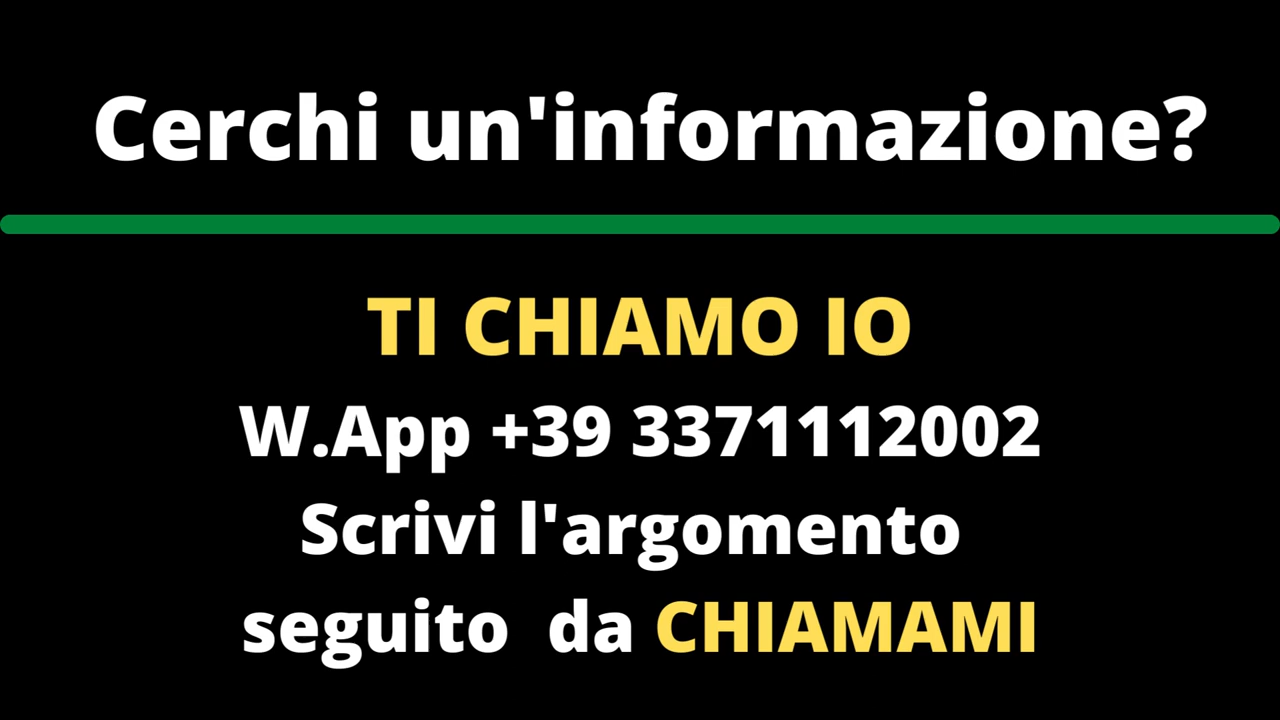 Cerchi un'informazione?
TI CHIAMO IO
W.App +39 3371112002
Scrivi l'argomento
seguito da CHIAMAMI